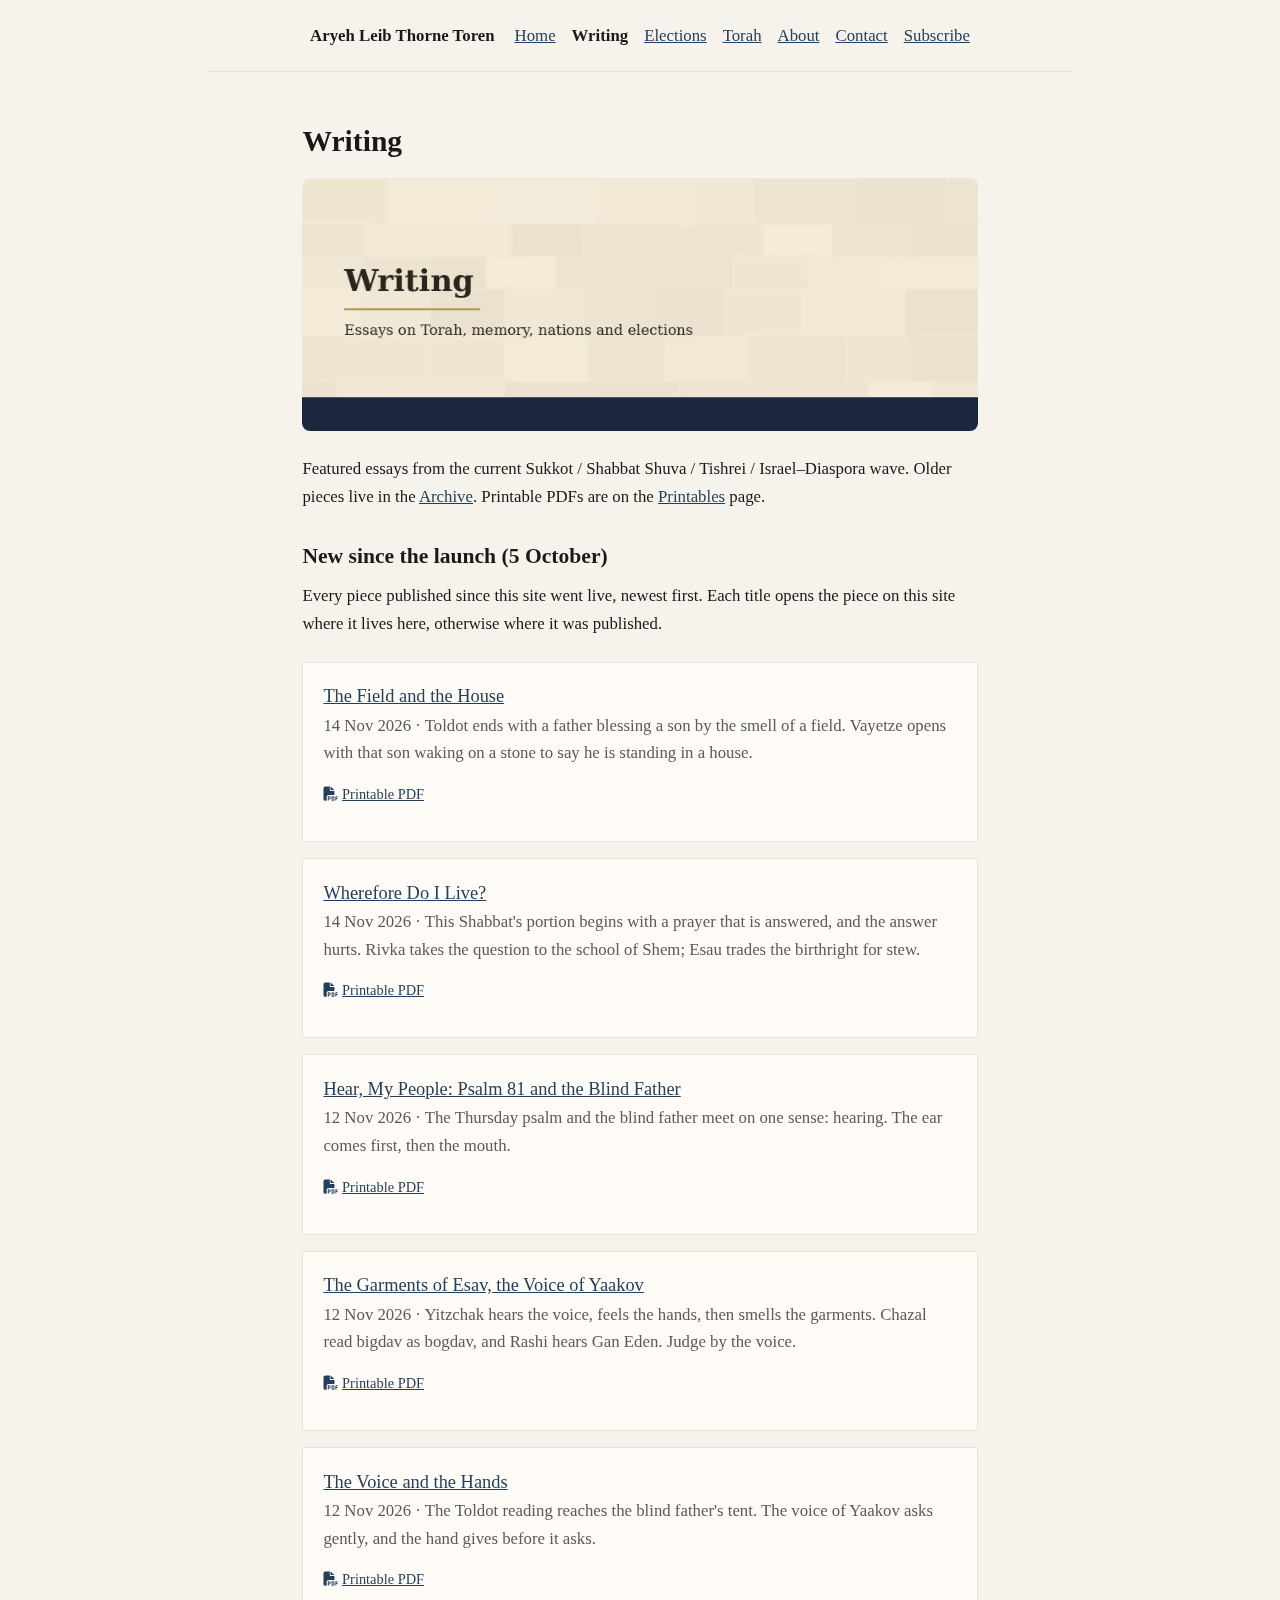 Aryeh Leib Thorne Toren Home Writing Elections Torah About Contact Subscribe
Writing
Writing
Essays on Torah, memory, nations and elections
Featured essays from the current Sukkot / Shabbat Shuva / Tishrei / Israel–Diaspora wave. Older
pieces live in the Archive. Printable PDFs are on the Printables page.
New since the launch (5 October)
Every piece published since this site went live, newest first. Each title opens the piece on this site
where it lives here, otherwise where it was published.
The Field and the House
14 Nov 2026 · Toldot ends with a father blessing a son by the smell of a field. Vayetze opens
with that son waking on a stone to say he is standing in a house.
PDF Printable PDF
Wherefore Do I Live?
14 Nov 2026 · This Shabbat's portion begins with a prayer that is answered, and the answer
hurts. Rivka takes the question to the school of Shem; Esau trades the birthright for stew.
PDF Printable PDF
Hear, My People: Psalm 81 and the Blind Father
12 Nov 2026 · The Thursday psalm and the blind father meet on one sense: hearing. The ear
comes first, then the mouth.
PDF Printable PDF
The Garments of Esav, the Voice of Yaakov
12 Nov 2026 · Yitzchak hears the voice, feels the hands, then smells the garments. Chazal
read bigdav as bogdav, and Rashi hears Gan Eden. Judge by the voice.
PDF Printable PDF
The Voice and the Hands
12 Nov 2026 · The Toldot reading reaches the blind father's tent. The voice of Yaakov asks
gently, and the hand gives before it asks.
PDF Printable PDF